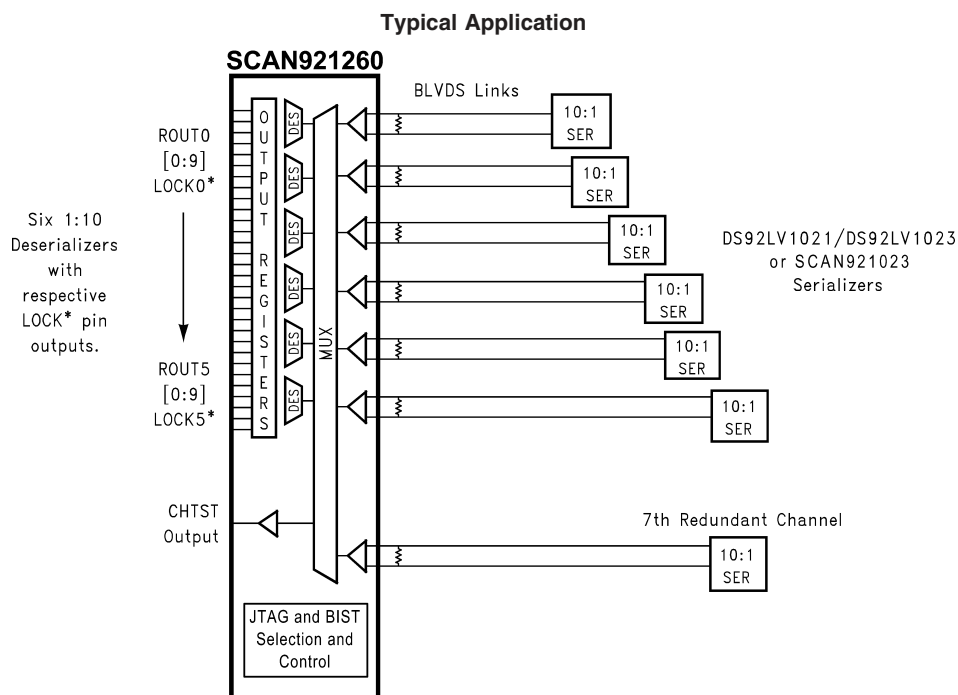 Typical Application
SCAN921260
BLVDS Links
ROUT0
[0:9]
LOCK0*
Six 1:10
Deserializers
with
respective
LOCK* pin
outputs.
ROUT5
[0:9]
LOCK5*
OUTPUT REGISTERS
DES
DES
DES
DES
DES
DES
MUX
10:1
SER
10:1
SER
10:1
SER
10:1
SER
10:1
SER
10:1
SER
DS92LV1021/DS92LV1023
or SCAN921023
Serializers
CHTST
Output
7th Redundant Channel
10:1
SER
JTAG and BIST
Selection and
Control